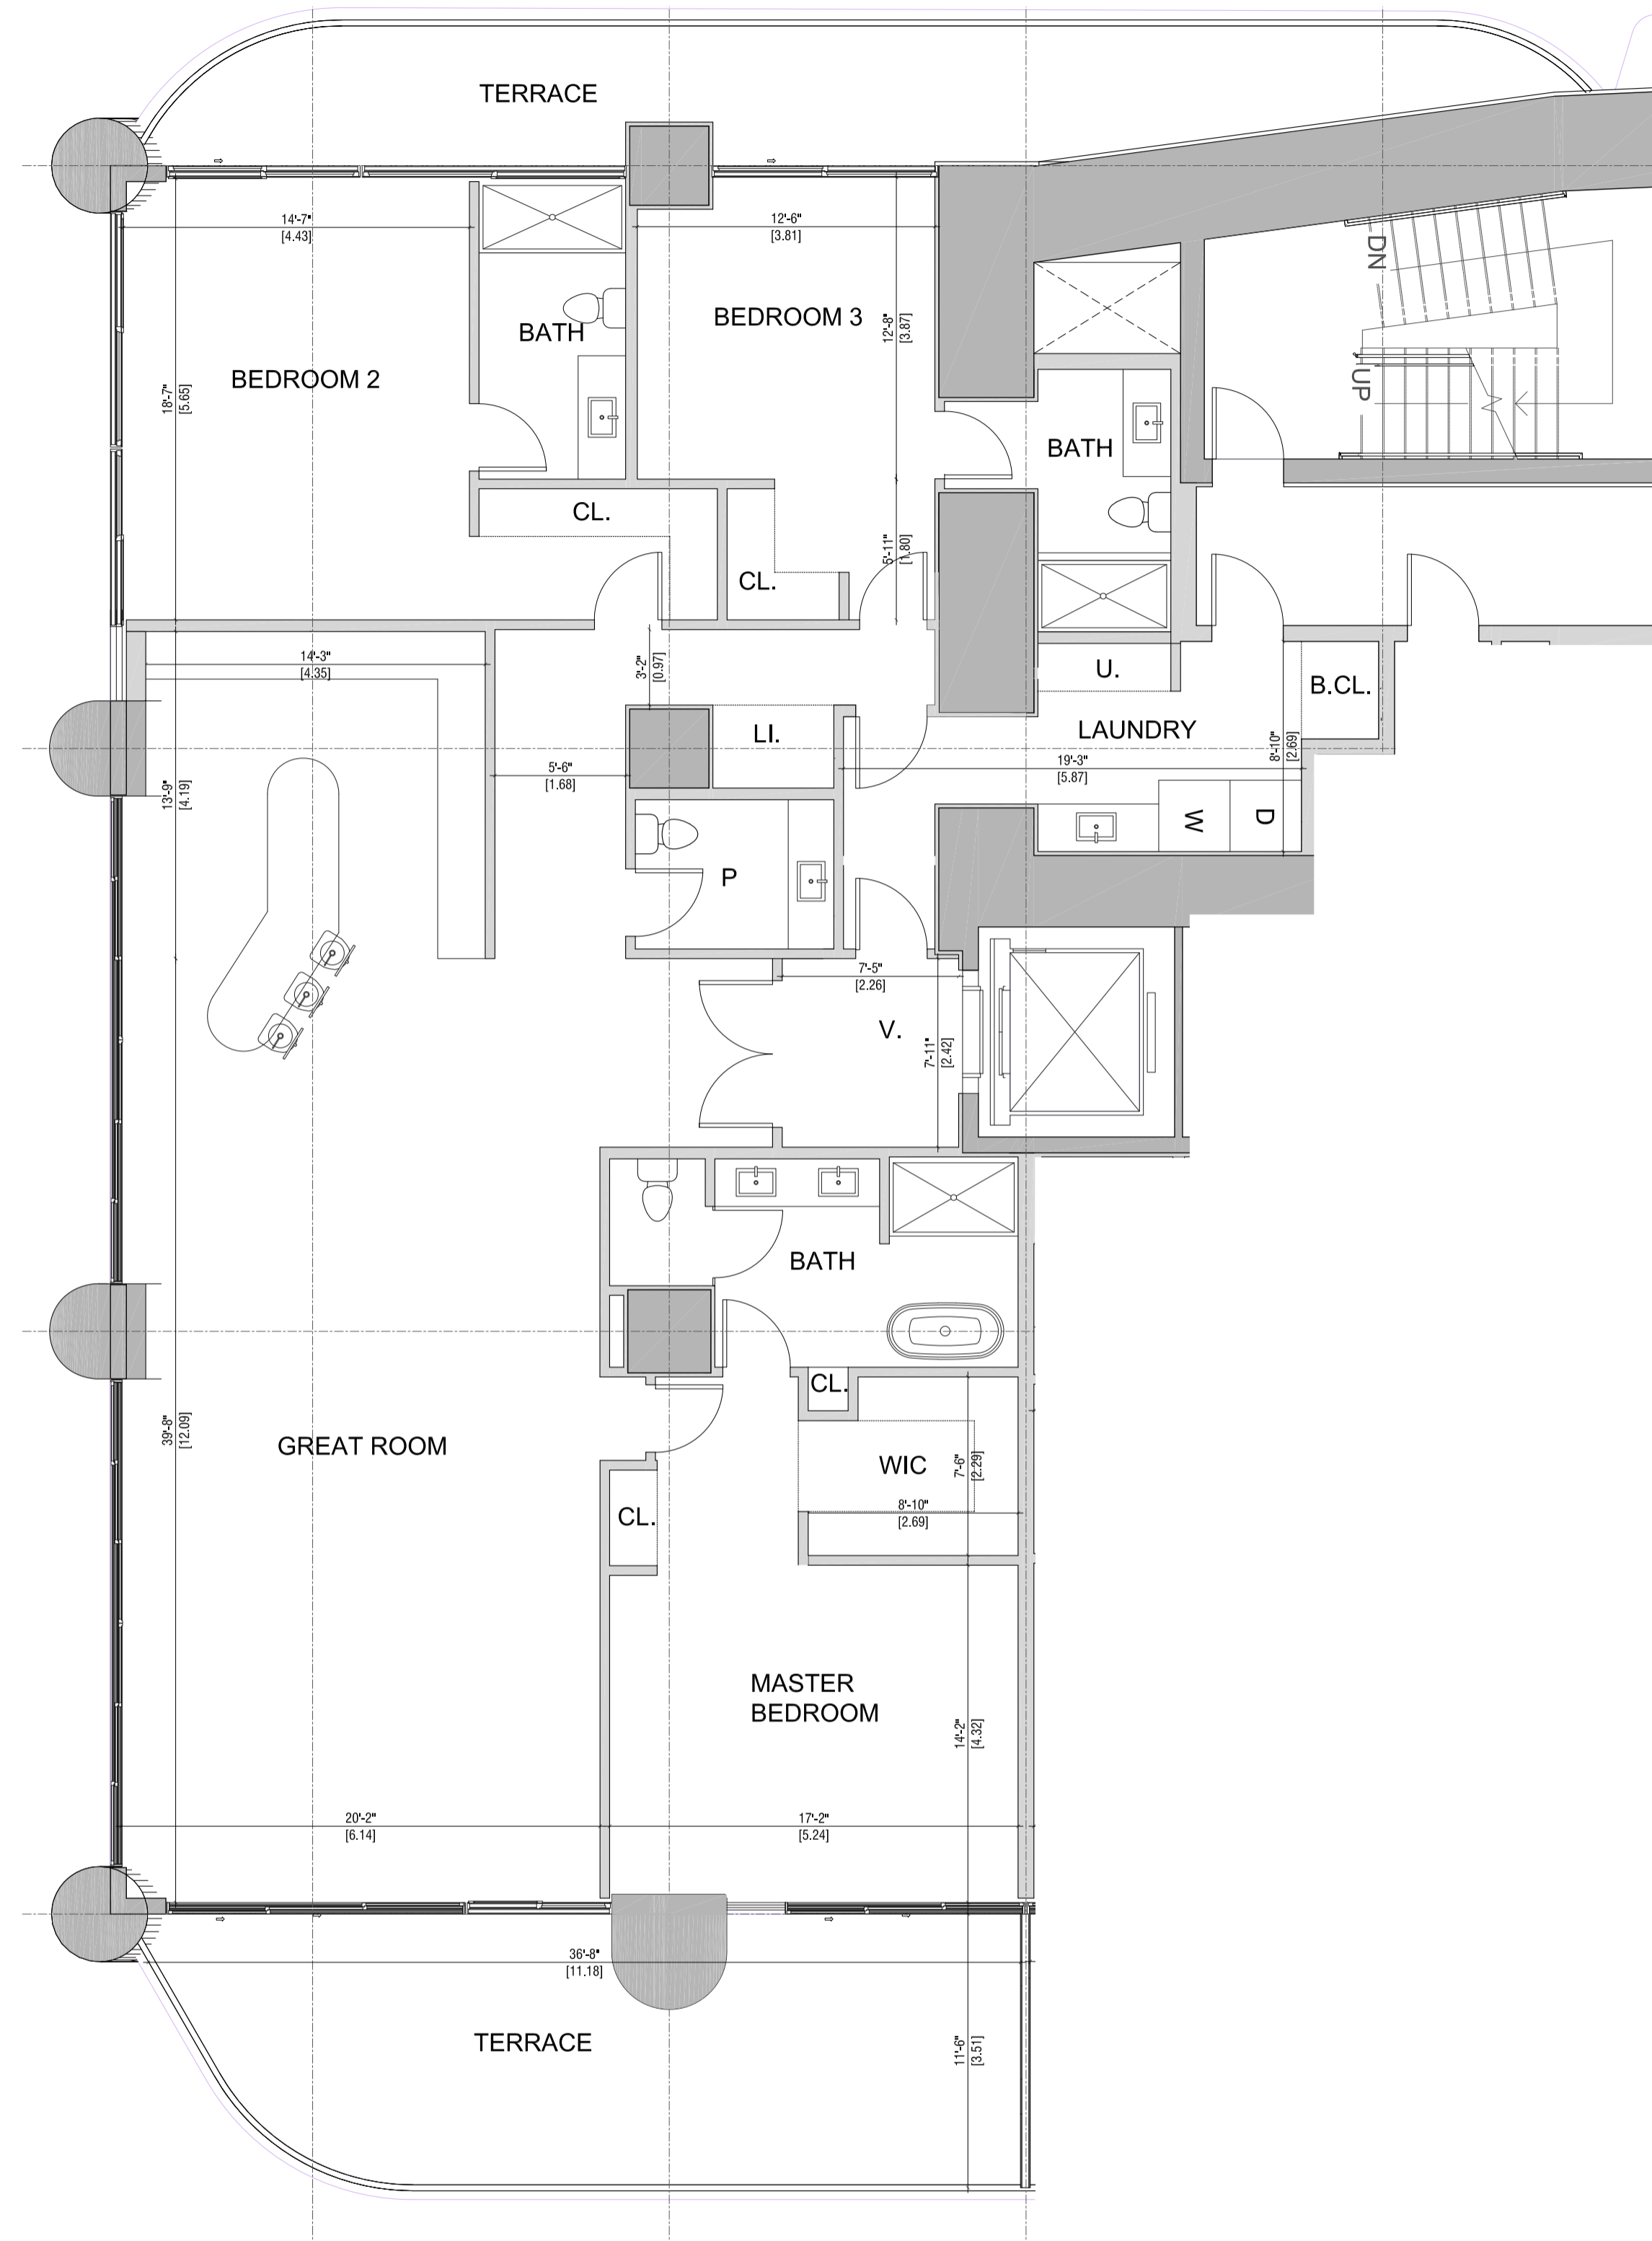 TERRACE
14'-7"
[4.43]
12'-6"
[3.81]
DN
BEDROOM 3
BATH
12'-8"
[3.87]
BEDROOM 2
18'-7"
[5.65]
UP
BATH
CL.
5'-11"
[1.80]
CL.
14'-3"
[4.35]
3'-2"
[0.97]
U.
B.CL.
LI.
LAUNDRY
8'-10"
[2.69]
5'-6"
[1.68]
19'-3"
[5.87]
13'-9"
[4.19]
W
D
P
7'-5"
[2.26]
V.
7'-11"
[2.42]
BATH
CL.
39'-8"
[12.09]
GREAT ROOM
WIC
7'-6"
[2.29]
8'-10"
[2.69]
CL.
MASTER
BEDROOM
14'-2"
[4.32]
20'-2"
[6.14]
17'-2"
[5.24]
36'-8"
[11.18]
TERRACE
11'-6"
[3.51]